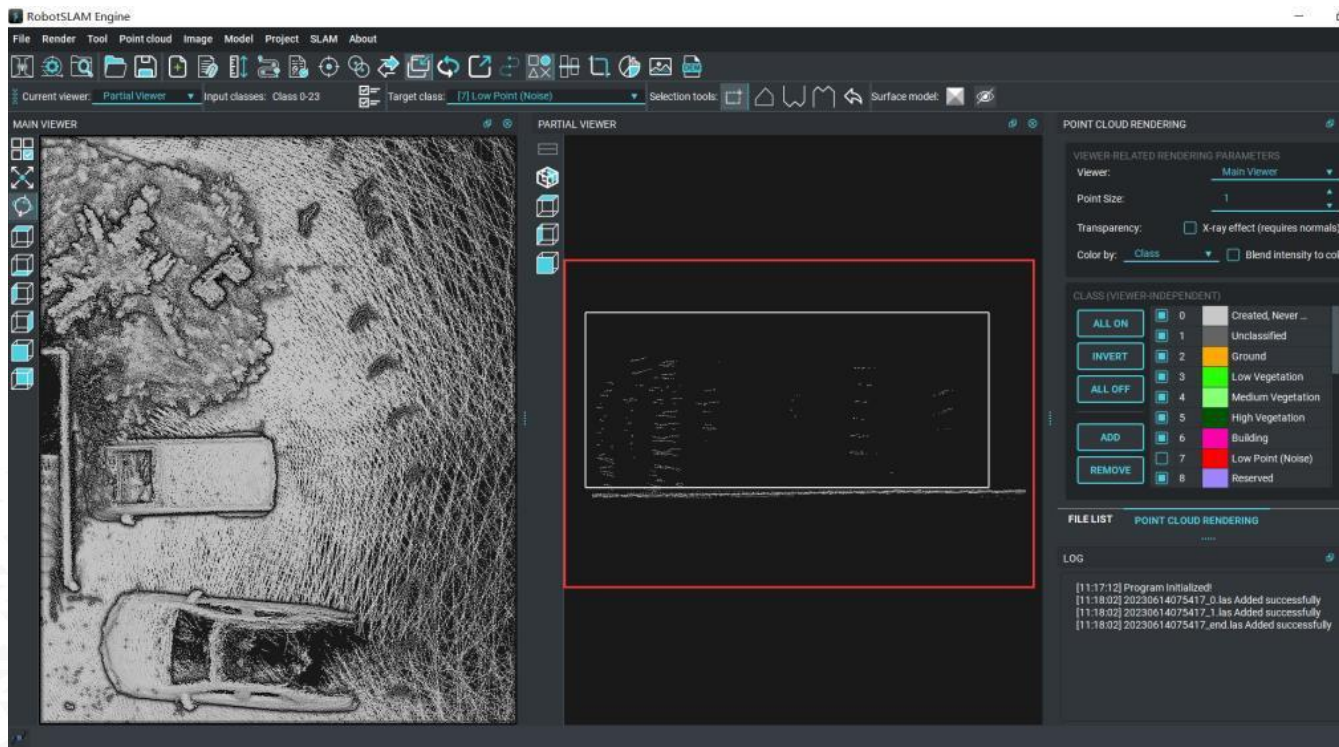 RobotSLAM Engine
File Render Tool Point cloud Image Model Project SLAM About
Current viewer: Partial Viewer Input classes: Class 0-23 Target class: [7] Low Point (Noise) Selection tools: Surface model:
MAIN VIEWER
PARTIAL VIEWER
POINT CLOUD RENDERING
VIEWER-RELATED RENDERING PARAMETERS
Viewer: Main Viewer
Point Size: 1
Transparency: X-ray effect (requires normals)
Color by: Class Blend intensity to col
CLASS (VIEWER-INDEPENDENT)
ALL ON
INVERT
ALL OFF
ADD
REMOVE
0 Created, Never ...
1 Unclassified
2 Ground
3 Low Vegetation
4 Medium Vegetation
5 High Vegetation
6 Building
7 Low Point (Noise)
8 Reserved
FILE LIST POINT CLOUD RENDERING
LOG
[11:17:12] Program Initialized!
[11:18:02] 20230614075417_0.las Added successfully
[11:18:02] 20230614075417_1.las Added successfully
[11:18:02] 20230614075417_end.las Added successfully